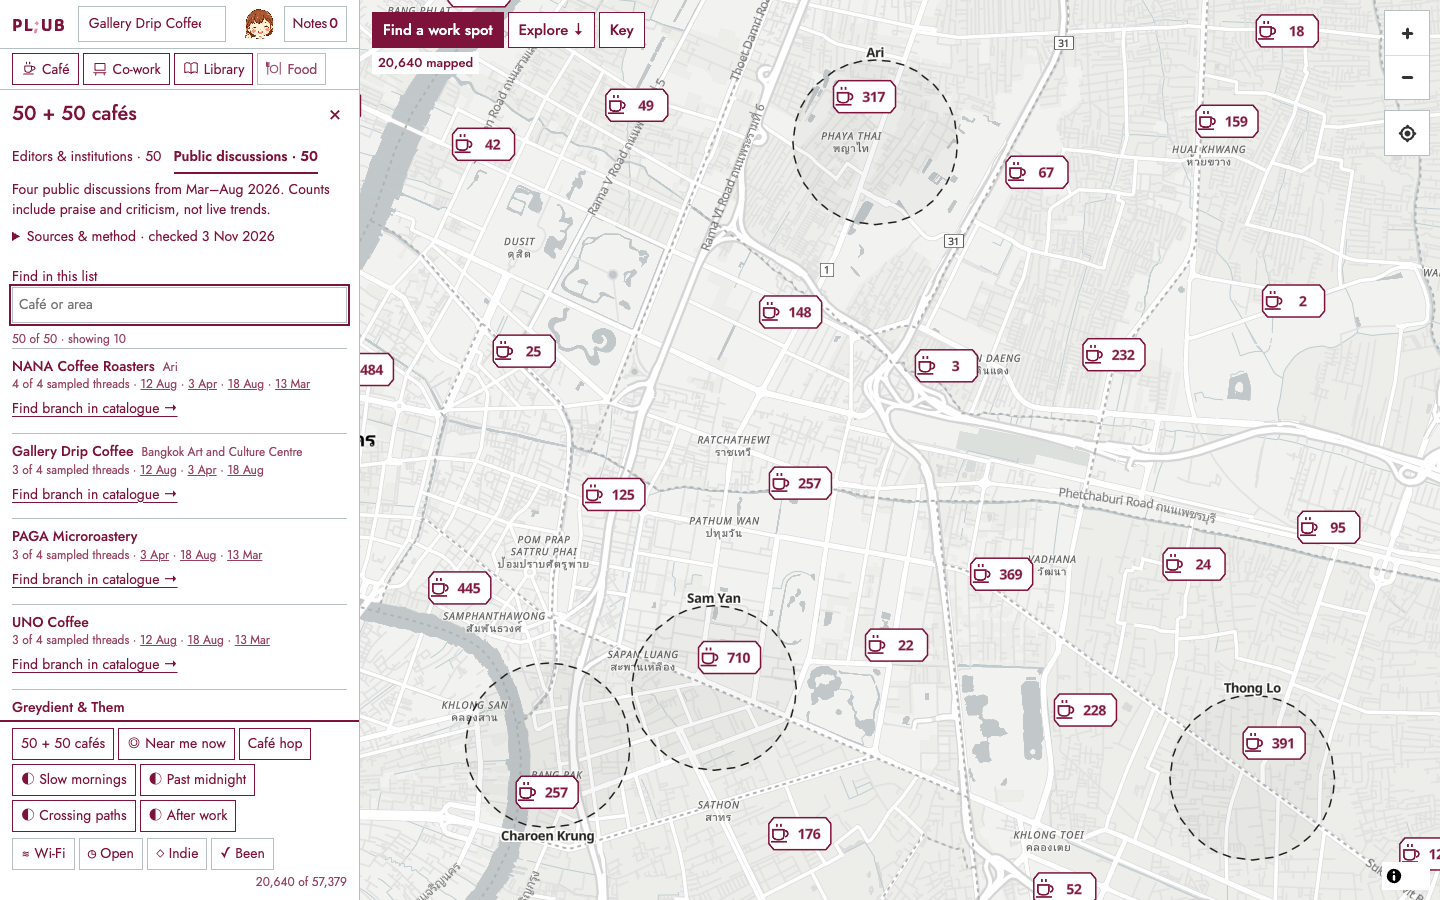 PL:UB
Gallery Drip Coffee
Notes 0
Café
Co-work
Library
Food
50 + 50 cafés
×
Editors & institutions · 50
Public discussions · 50
Four public discussions from Mar–Aug 2026. Counts
include praise and criticism, not live trends.
▶ Sources & method · checked 3 Nov 2026
Find in this list
Café or area
50 of 50 · showing 10
NANA Coffee Roasters Ari
4 of 4 sampled threads · 12 Aug · 3 Apr · 18 Aug · 13 Mar
Find branch in catalogue →
Gallery Drip Coffee Bangkok Art and Culture Centre
3 of 4 sampled threads · 12 Aug · 3 Apr · 18 Aug
Find branch in catalogue →
PAGA Microroastery
3 of 4 sampled threads · 3 Apr · 18 Aug · 13 Mar
Find branch in catalogue →
UNO Coffee
3 of 4 sampled threads · 12 Aug · 18 Aug · 13 Mar
Find branch in catalogue →
Greydient & Them
50 + 50 cafés
Near me now
Café hop
Slow mornings
Past midnight
Crossing paths
After work
Wi-Fi
Open
Indie
Been
20,640 of 57,379
Find a work spot
Explore ↓
Key
20,640 mapped
Ari
31
18
317
49
42
159
PHAYA THAI
พญาไท
HUAI KHWANG
ห้วยขวาง
67
DUSIT
ดุสิต
31
1
2
148
25
232
3
484
RATCHATHEWI
ราชเทวี
257
125
Phetchaburi Road ถนนเพชรบุรี
PATHUM WAN
ปทุมวัน
95
POM PRAP
SATTRU PHAI
ป้อมปราบศัตรูพาย
24
369
วัฒนา
445
Sam Yan
SAMPHANTHAWONG
สัมพันธวงศ์
22
SAPAN LUANG
สะพานเหลือง
710
Thong Lo
KHLONG SAN
คลองสาน
228
391
BANG RAK
257
SATHON
สาทร
Charoen Krung
176
KHLONG TOEI
คลองเตย
52
12